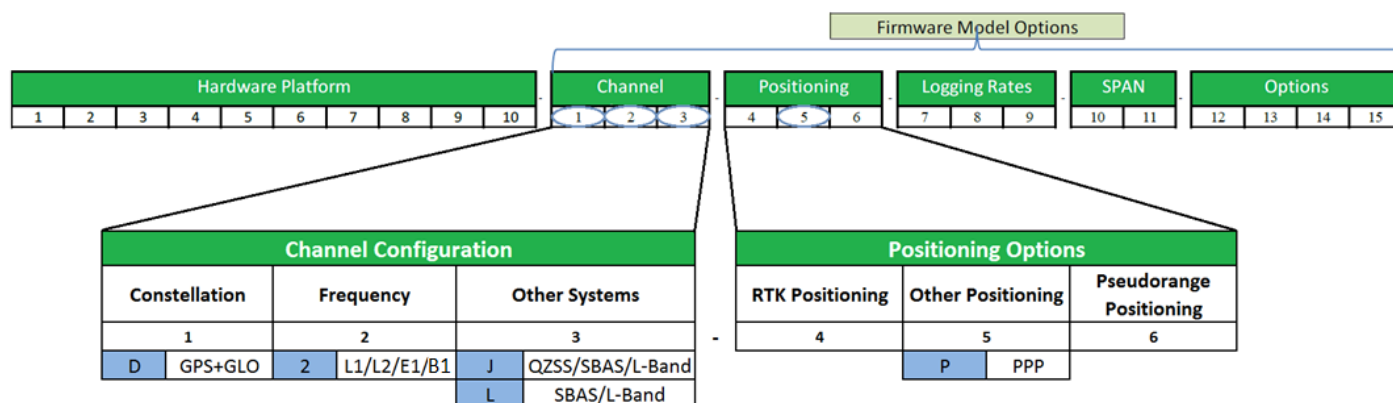 Firmware Model Options
Hardware Platform - Channel - Positioning - Logging Rates - SPAN - Options
1 2 3 4 5 6 7 8 9 10 1 2 3 4 5 6 7 8 9 10 11 12 13 14 15
Channel Configuration
Constellation Frequency Other Systems
1 2 3
D GPS+GLO 2 L1/L2/E1/B1 J QZSS/SBAS/L-Band
L SBAS/L-Band
-
Positioning Options
RTK Positioning Other Positioning Pseudorange Positioning
4 5 6
P PPP